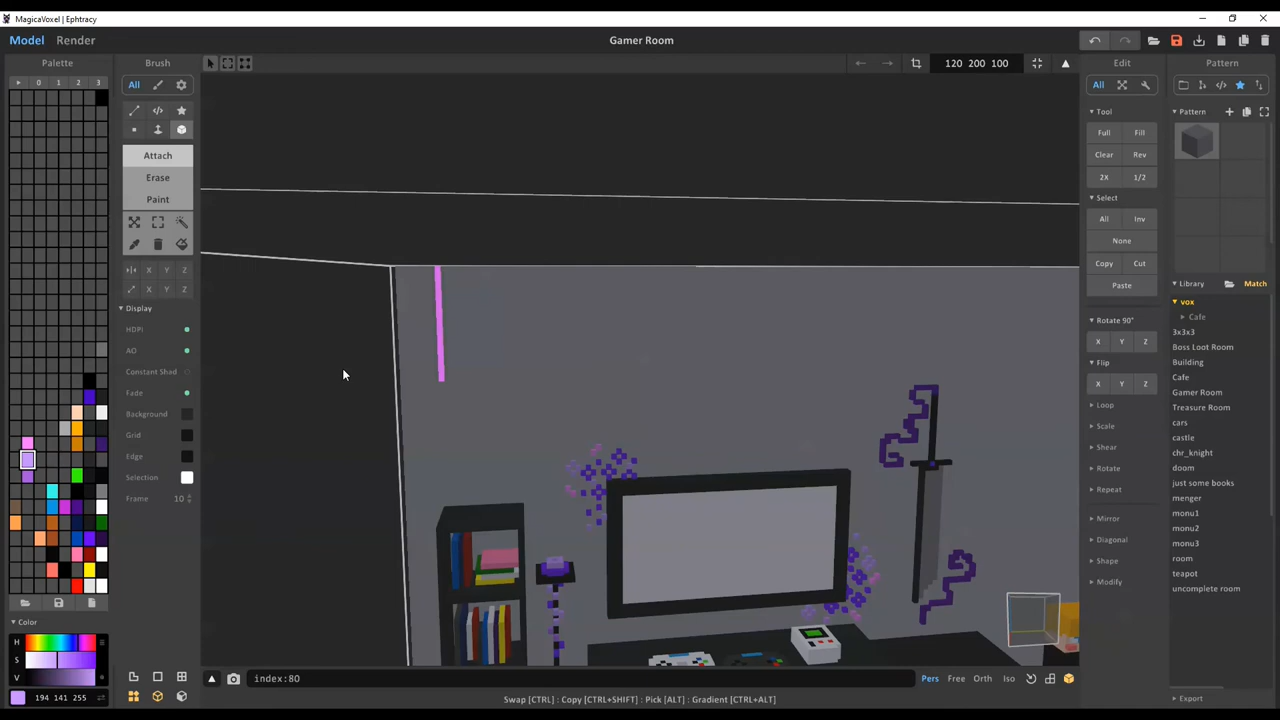 MagicaVoxel | Ephtracy
Model Render
Gamer Room
Palette
0 1 2 3
Brush
All
120 200 100
Edit
All
Pattern
Tool
Pattern
Attach
Full Fill
Erase
Clear Rev
Paint
2X 1/2
Select
All Inv
None
X Y Z
Copy Cut
X Y Z
Paste
Library Match
Display
vox
Cafe
HDPI
Rotate 90°
3x3x3
AO
X Y Z
Boss Loot Room
Constant Shad
Flip
Building
Cafe
Fade
X Y Z
Gamer Room
Background
Loop
Treasure Room
Grid
Scale
cars
castle
Edge
Shear
chr_knight
Selection
Rotate
doom
Frame 10
Repeat
just some books
menger
Mirror
monu1
Diagonal
monu2
monu3
Shape
room
Modify
teapot
uncomplete room
Color
H
S
V
194 141 255
index:80
Pers Free Orth Iso
Swap [CTRL] : Copy [CTRL+SHIFT] : Pick [ALT] : Gradient [CTRL+ALT]
Export